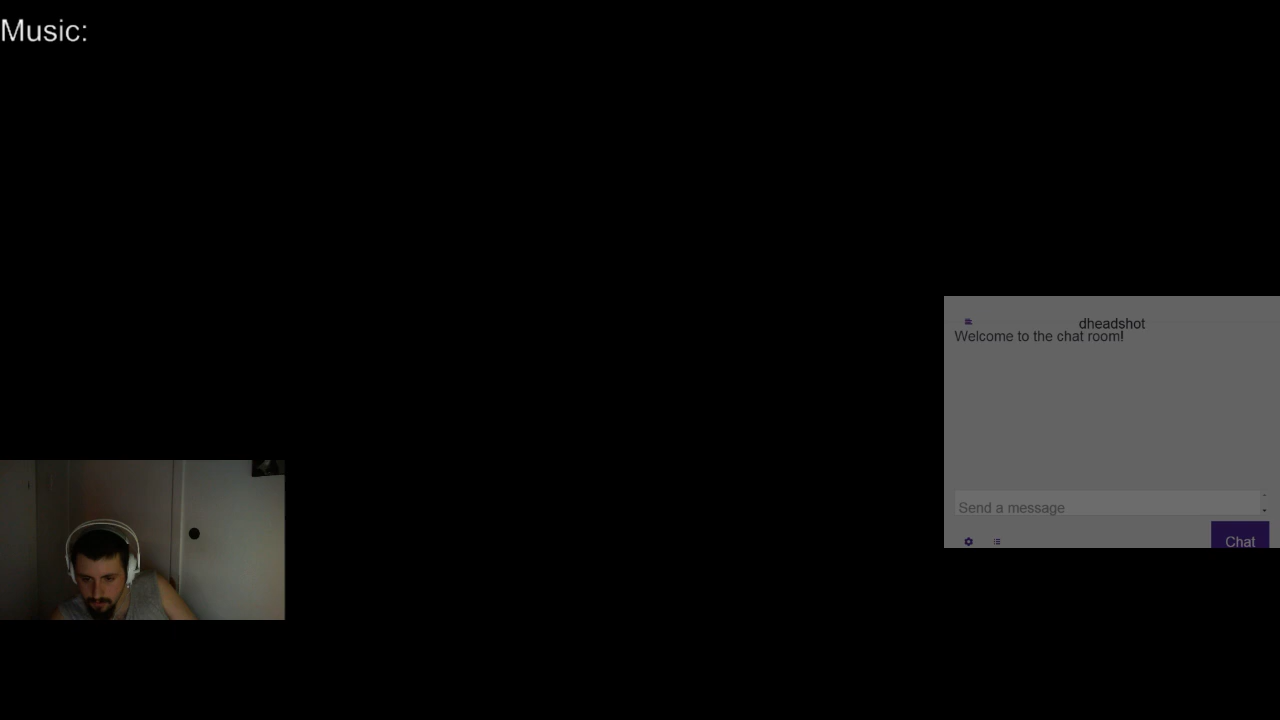 Music:
dheadshot
Welcome to the chat room!
Send a message
Chat